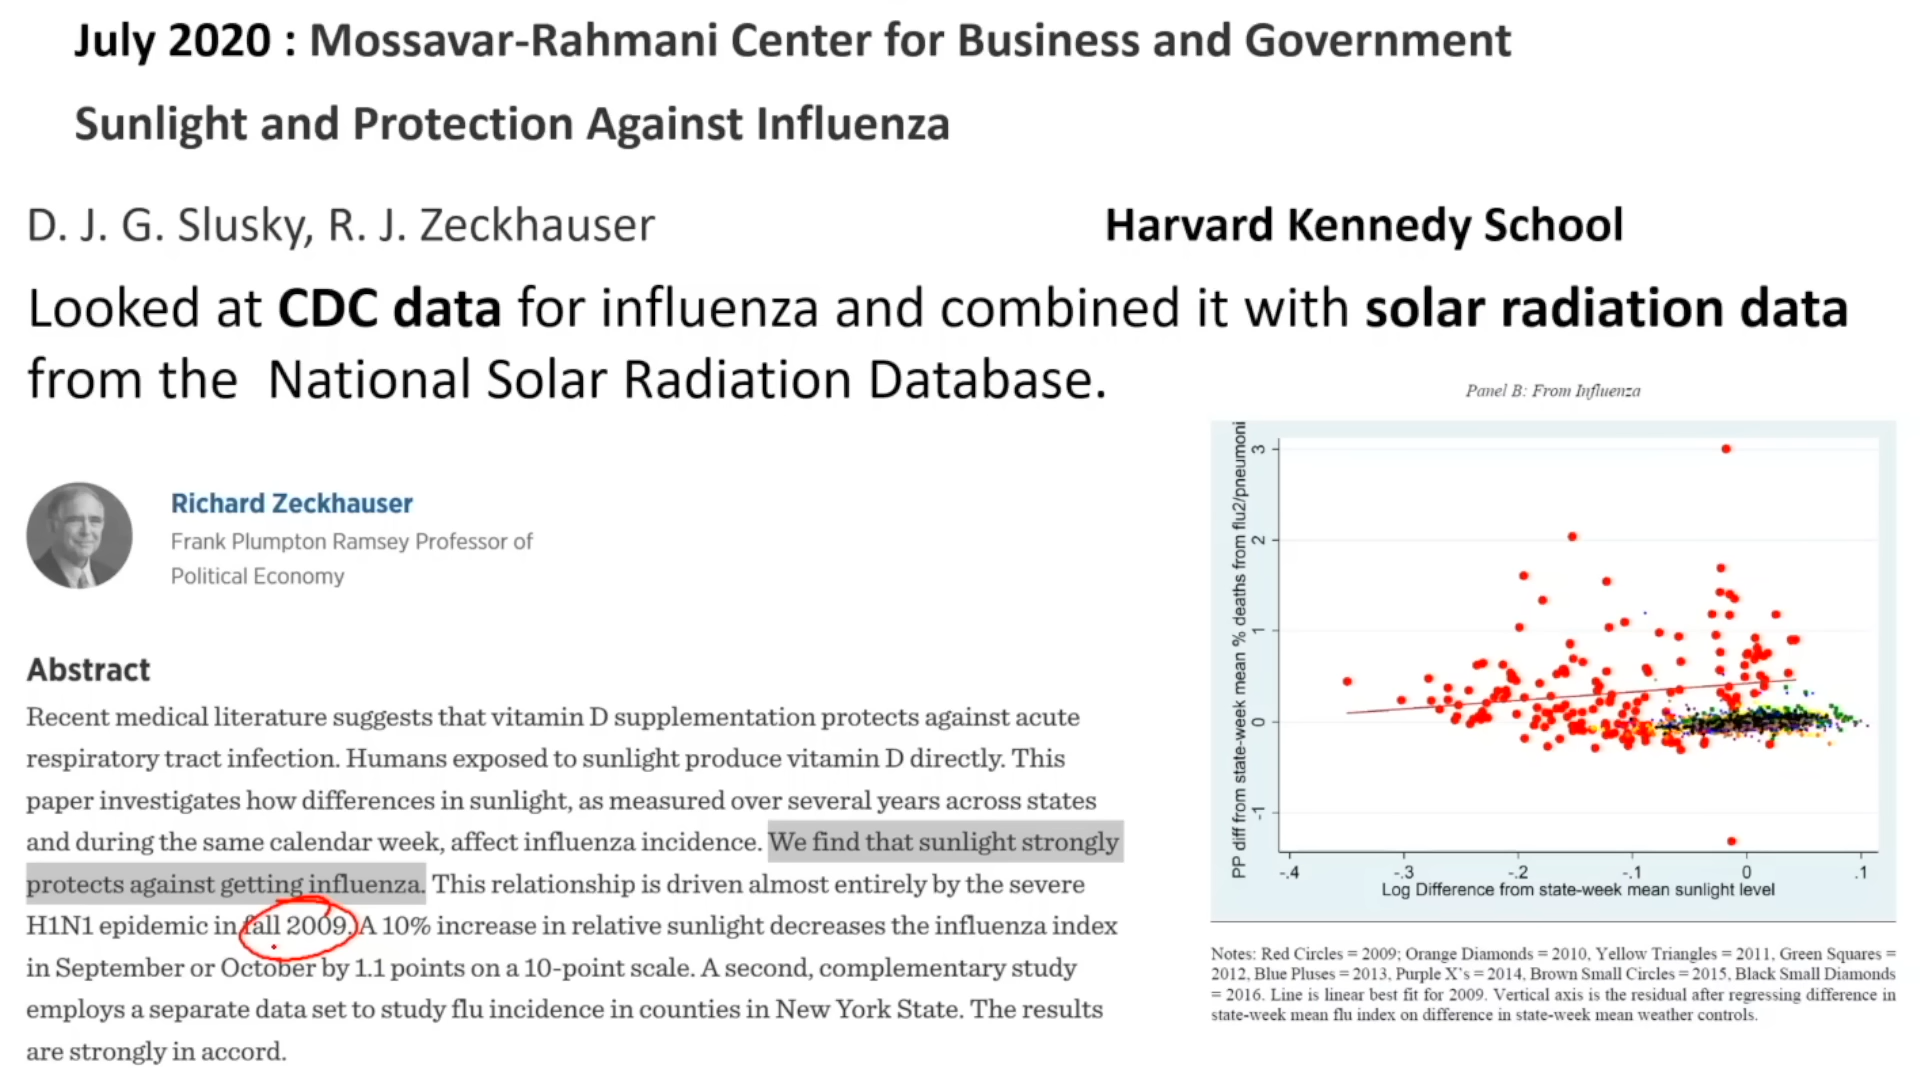 July 2020 : Mossavar-Rahmani Center for Business and Government
Sunlight and Protection Against Influenza
D. J. G. Slusky, R. J. Zeckhauser
Harvard Kennedy School
Looked at CDC data for influenza and combined it with solar radiation data
from the National Solar Radiation Database.
Richard Zeckhauser
Frank Plumpton Ramsey Professor of
Political Economy
Abstract
Recent medical literature suggests that vitamin D supplementation protects against acute
respiratory tract infection. Humans exposed to sunlight produce vitamin D directly. This
paper investigates how differences in sunlight, as measured over several years across states
and during the same calendar week, affect influenza incidence. We find that sunlight strongly
protects against getting influenza. This relationship is driven almost entirely by the severe
H1N1 epidemic in fall 2009. A 10% increase in relative sunlight decreases the influenza index
in September or October by 1.1 points on a 10-point scale. A second, complementary study
employs a separate data set to study flu incidence in counties in New York State. The results
are strongly in accord.
Panel B: From Influenza
PP diff from state-week mean % deaths from flu2/pneumoni
3
2
1
0
-1
-.4 -.3 -.2 -.1 0 .1
Log Difference from state-week mean sunlight level
Notes: Red Circles = 2009; Orange Diamonds = 2010, Yellow Triangles = 2011, Green Squares =
2012, Blue Pluses = 2013, Purple X's = 2014, Brown Small Circles = 2015, Black Small Diamonds
= 2016. Line is linear best fit for 2009. Vertical axis is the residual after regressing difference in
state-week mean flu index on difference in state-week mean weather controls.